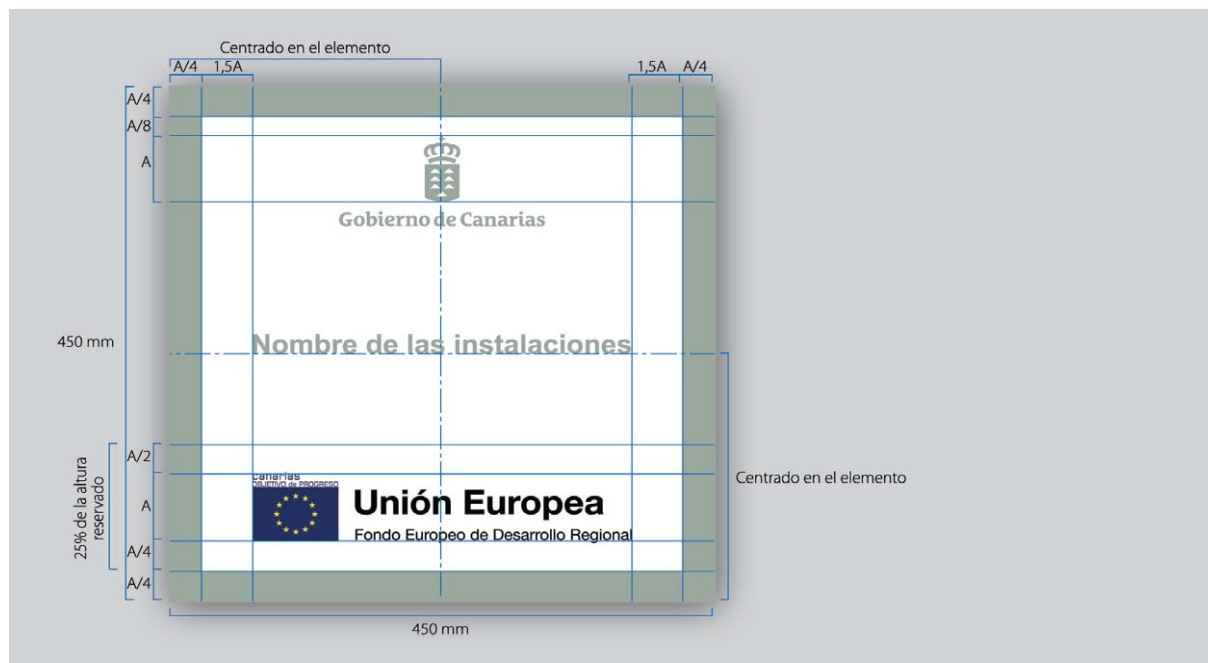 Centrado en el elemento
A/4 1,5A 1,5A A/4
A/4
A/8
A
Gobierno de Canarias
450 mm
Nombre de las instalaciones
25% de la altura
reservado
A/2
A
A/4
A/4
canarias
OBJETIVO de PROGRESO
Unión Europea
Fondo Europeo de Desarrollo Regional
Centrado en el elemento
450 mm